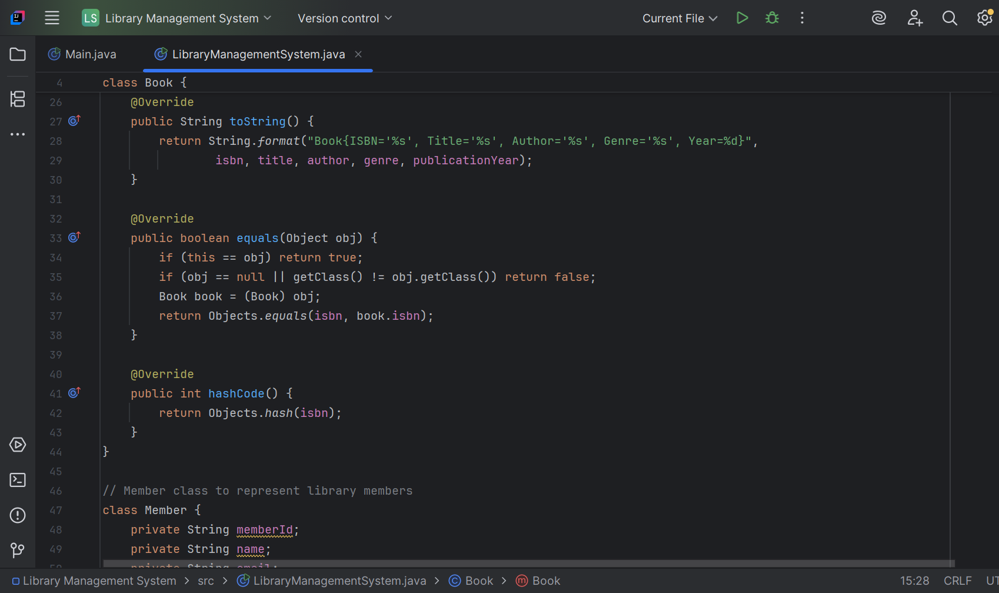 LS Library Management System Version control Current File
Main.java LibraryManagementSystem.java
4 class Book {
26 @Override
27 public String toString() {
28 return String.format("Book{ISBN='%s', Title='%s', Author='%s', Genre='%s', Year=%d}",
29 isbn, title, author, genre, publicationYear);
30 }
31
32 @Override
33 public boolean equals(Object obj) {
34 if (this == obj) return true;
35 if (obj == null || getClass() != obj.getClass()) return false;
36 Book book = (Book) obj;
37 return Objects.equals(isbn, book.isbn);
38 }
39
40 @Override
41 public int hashCode() {
42 return Objects.hash(isbn);
43 }
44 }
45
46 // Member class to represent library members
47 class Member {
48 private String memberId;
49 private String name;
50 private String email;
Library Management System > src > LibraryManagementSystem.java > Book > Book 15:28 CRLF UT